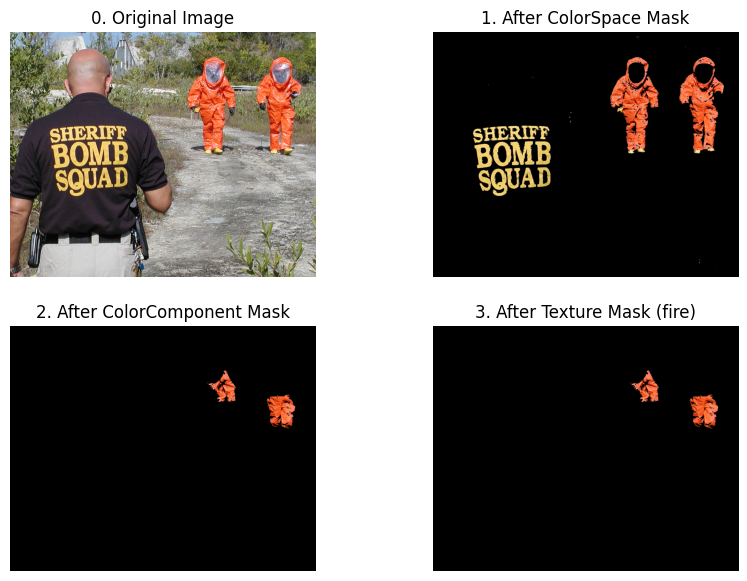 0. Original Image
1. After ColorSpace Mask
SHERIFF
BOMB
SQUAD
SHERIFF
BOMB
SQUAD
2. After ColorComponent Mask
3. After Texture Mask (fire)